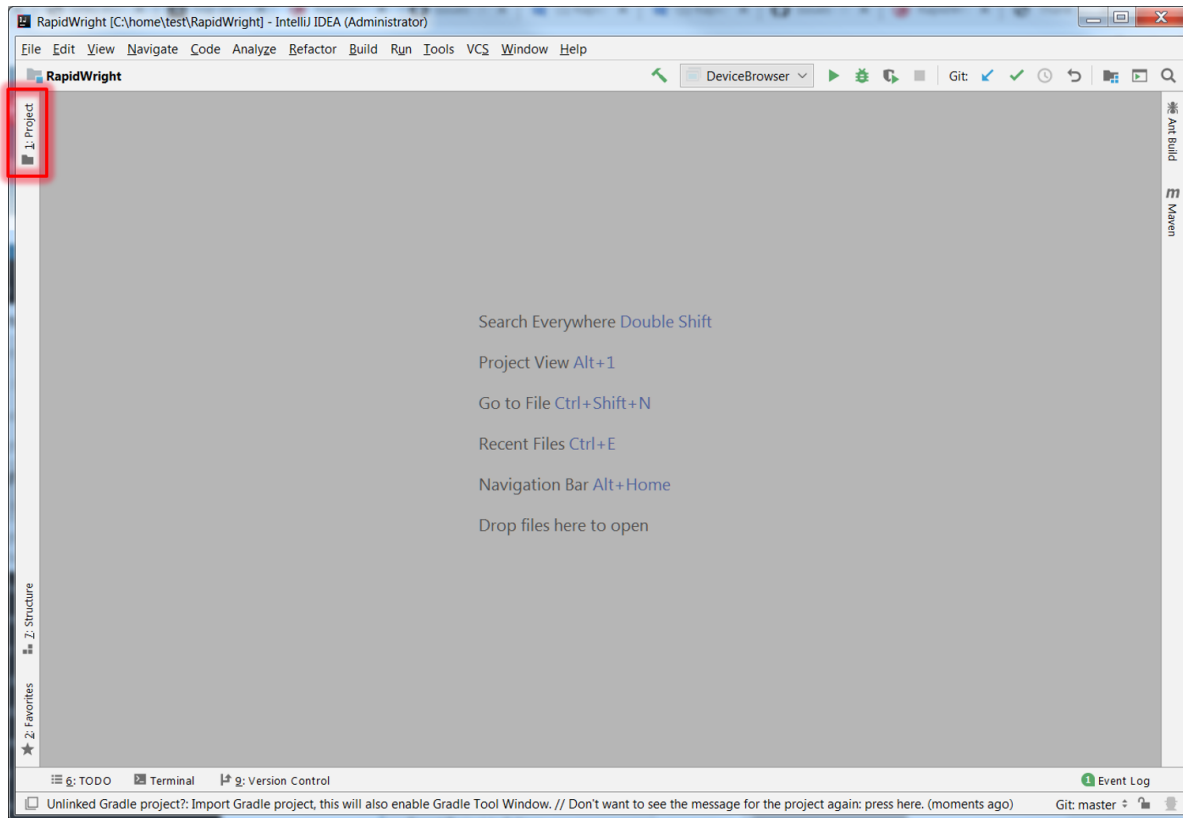 RapidWright [C:\home\test\RapidWright] - IntelliJ IDEA (Administrator)
File Edit View Navigate Code Analyze Refactor Build Run Tools VCS Window Help
RapidWright DeviceBrowser Git:
1: Project
Ant Build
m Maven
Search Everywhere Double Shift
Project View Alt+1
Go to File Ctrl+Shift+N
Recent Files Ctrl+E
Navigation Bar Alt+Home
Drop files here to open
7: Structure
2: Favorites
6: TODO Terminal 9: Version Control 1 Event Log
Unlinked Gradle project?: Import Gradle project, this will also enable Gradle Tool Window. // Don't want to see the message for the project again: press here. (moments ago) Git: master